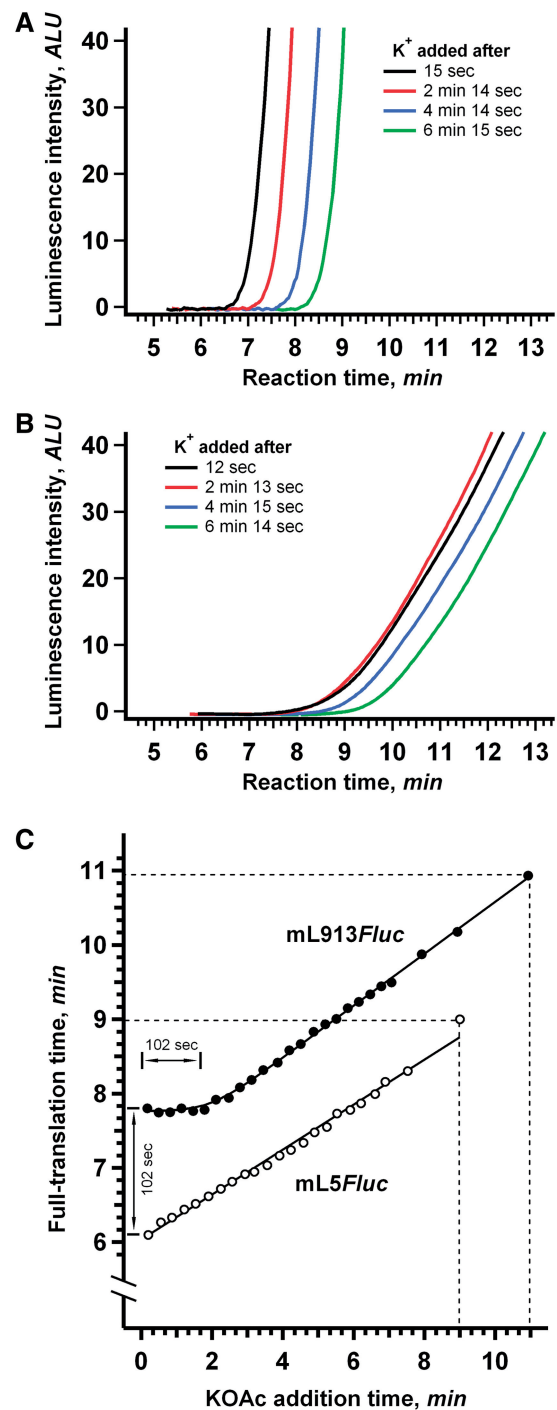 A
Luminescence intensity, ALU
40
30
20
10
0
K+ added after
15 sec
2 min 14 sec
4 min 14 sec
6 min 15 sec
5 6 7 8 9 10 11 12 13
Reaction time, min
B
Luminescence intensity, ALU
40
30
20
10
0
K+ added after
12 sec
2 min 13 sec
4 min 15 sec
6 min 14 sec
5 6 7 8 9 10 11 12 13
Reaction time, min
C
Full-translation time, min
11
10
9
8
7
6
mL913Fluc
102 sec
102 sec
mL5Fluc
0 2 4 6 8 10
KOAc addition time, min